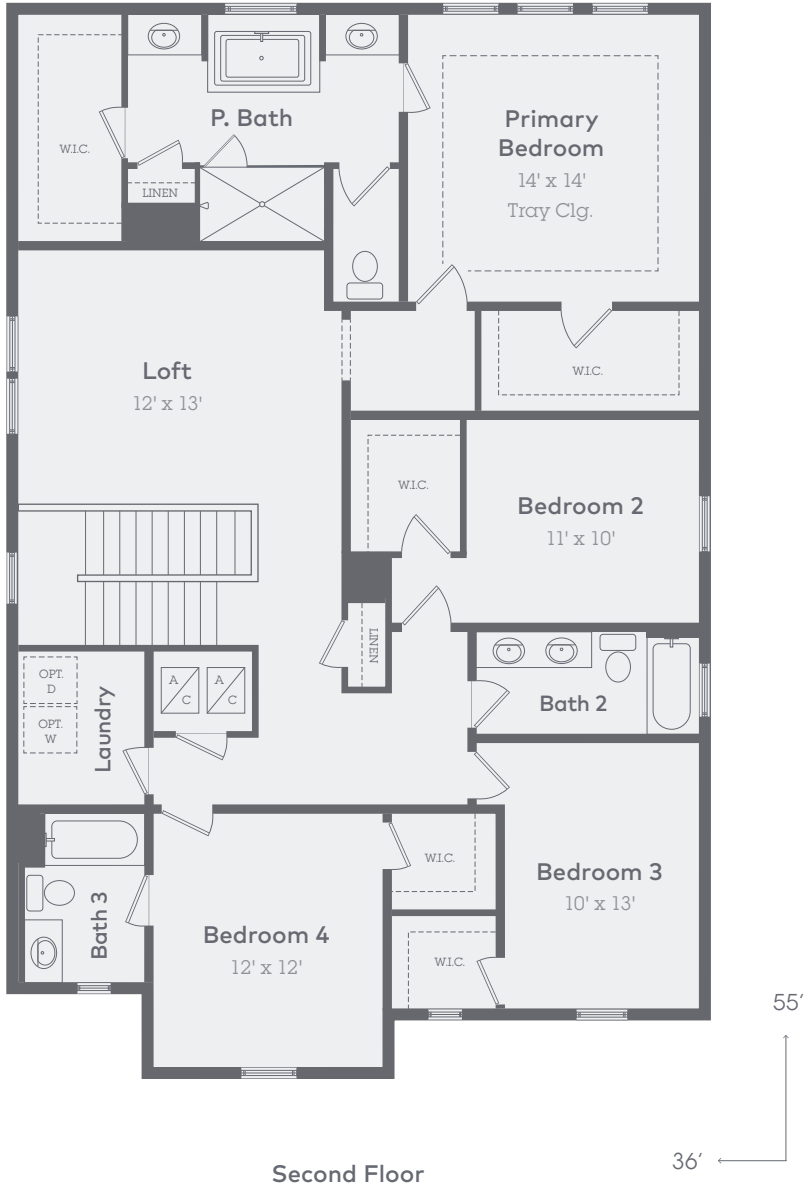 W.I.C.
P. Bath
LINEN
Primary
Bedroom
14' x 14'
Tray Clg.
Loft
12' x 13'
W.I.C.
W.I.C.
Bedroom 2
11' x 10'
LINEN
OPT.
D
OPT.
W
Laundry
A
C
A
C
Bath 2
Bath 3
Bedroom 4
12' x 12'
W.I.C.
W.I.C.
Bedroom 3
10' x 13'
55'
36'
Second Floor